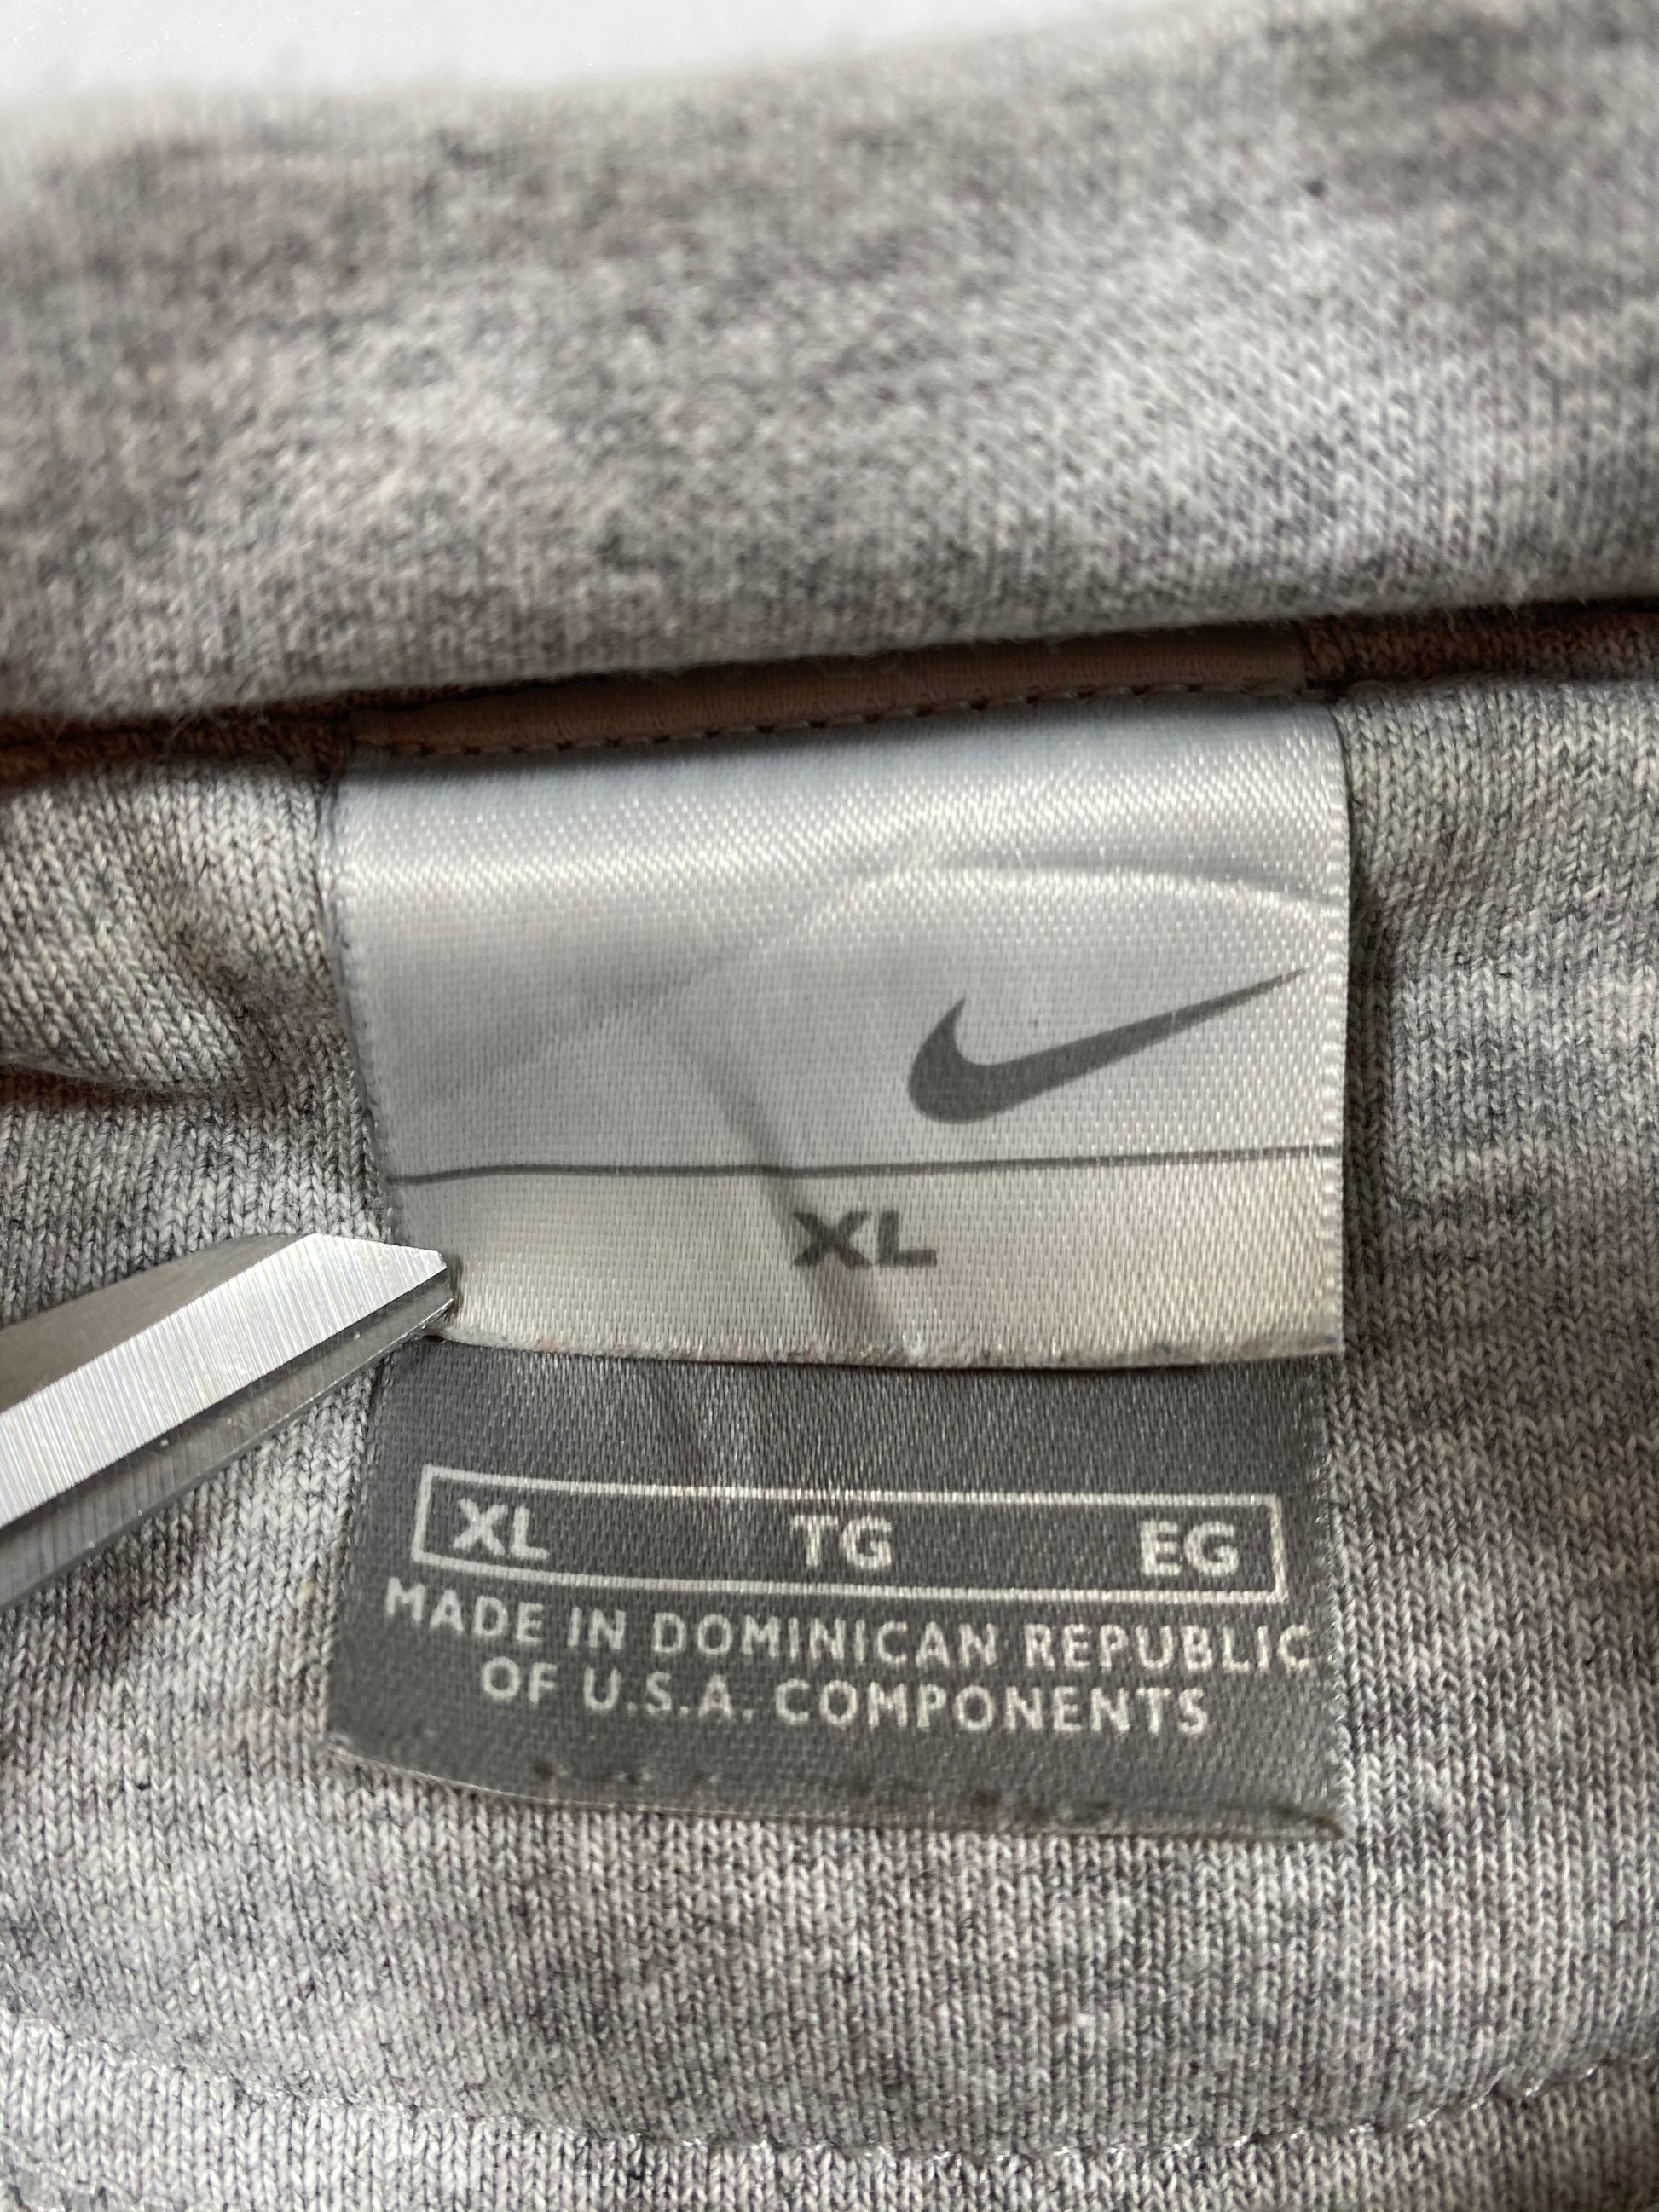 XL
XL TG EG
MADE IN DOMINICAN REPUBLIC
OF U.S.A. COMPONENTS